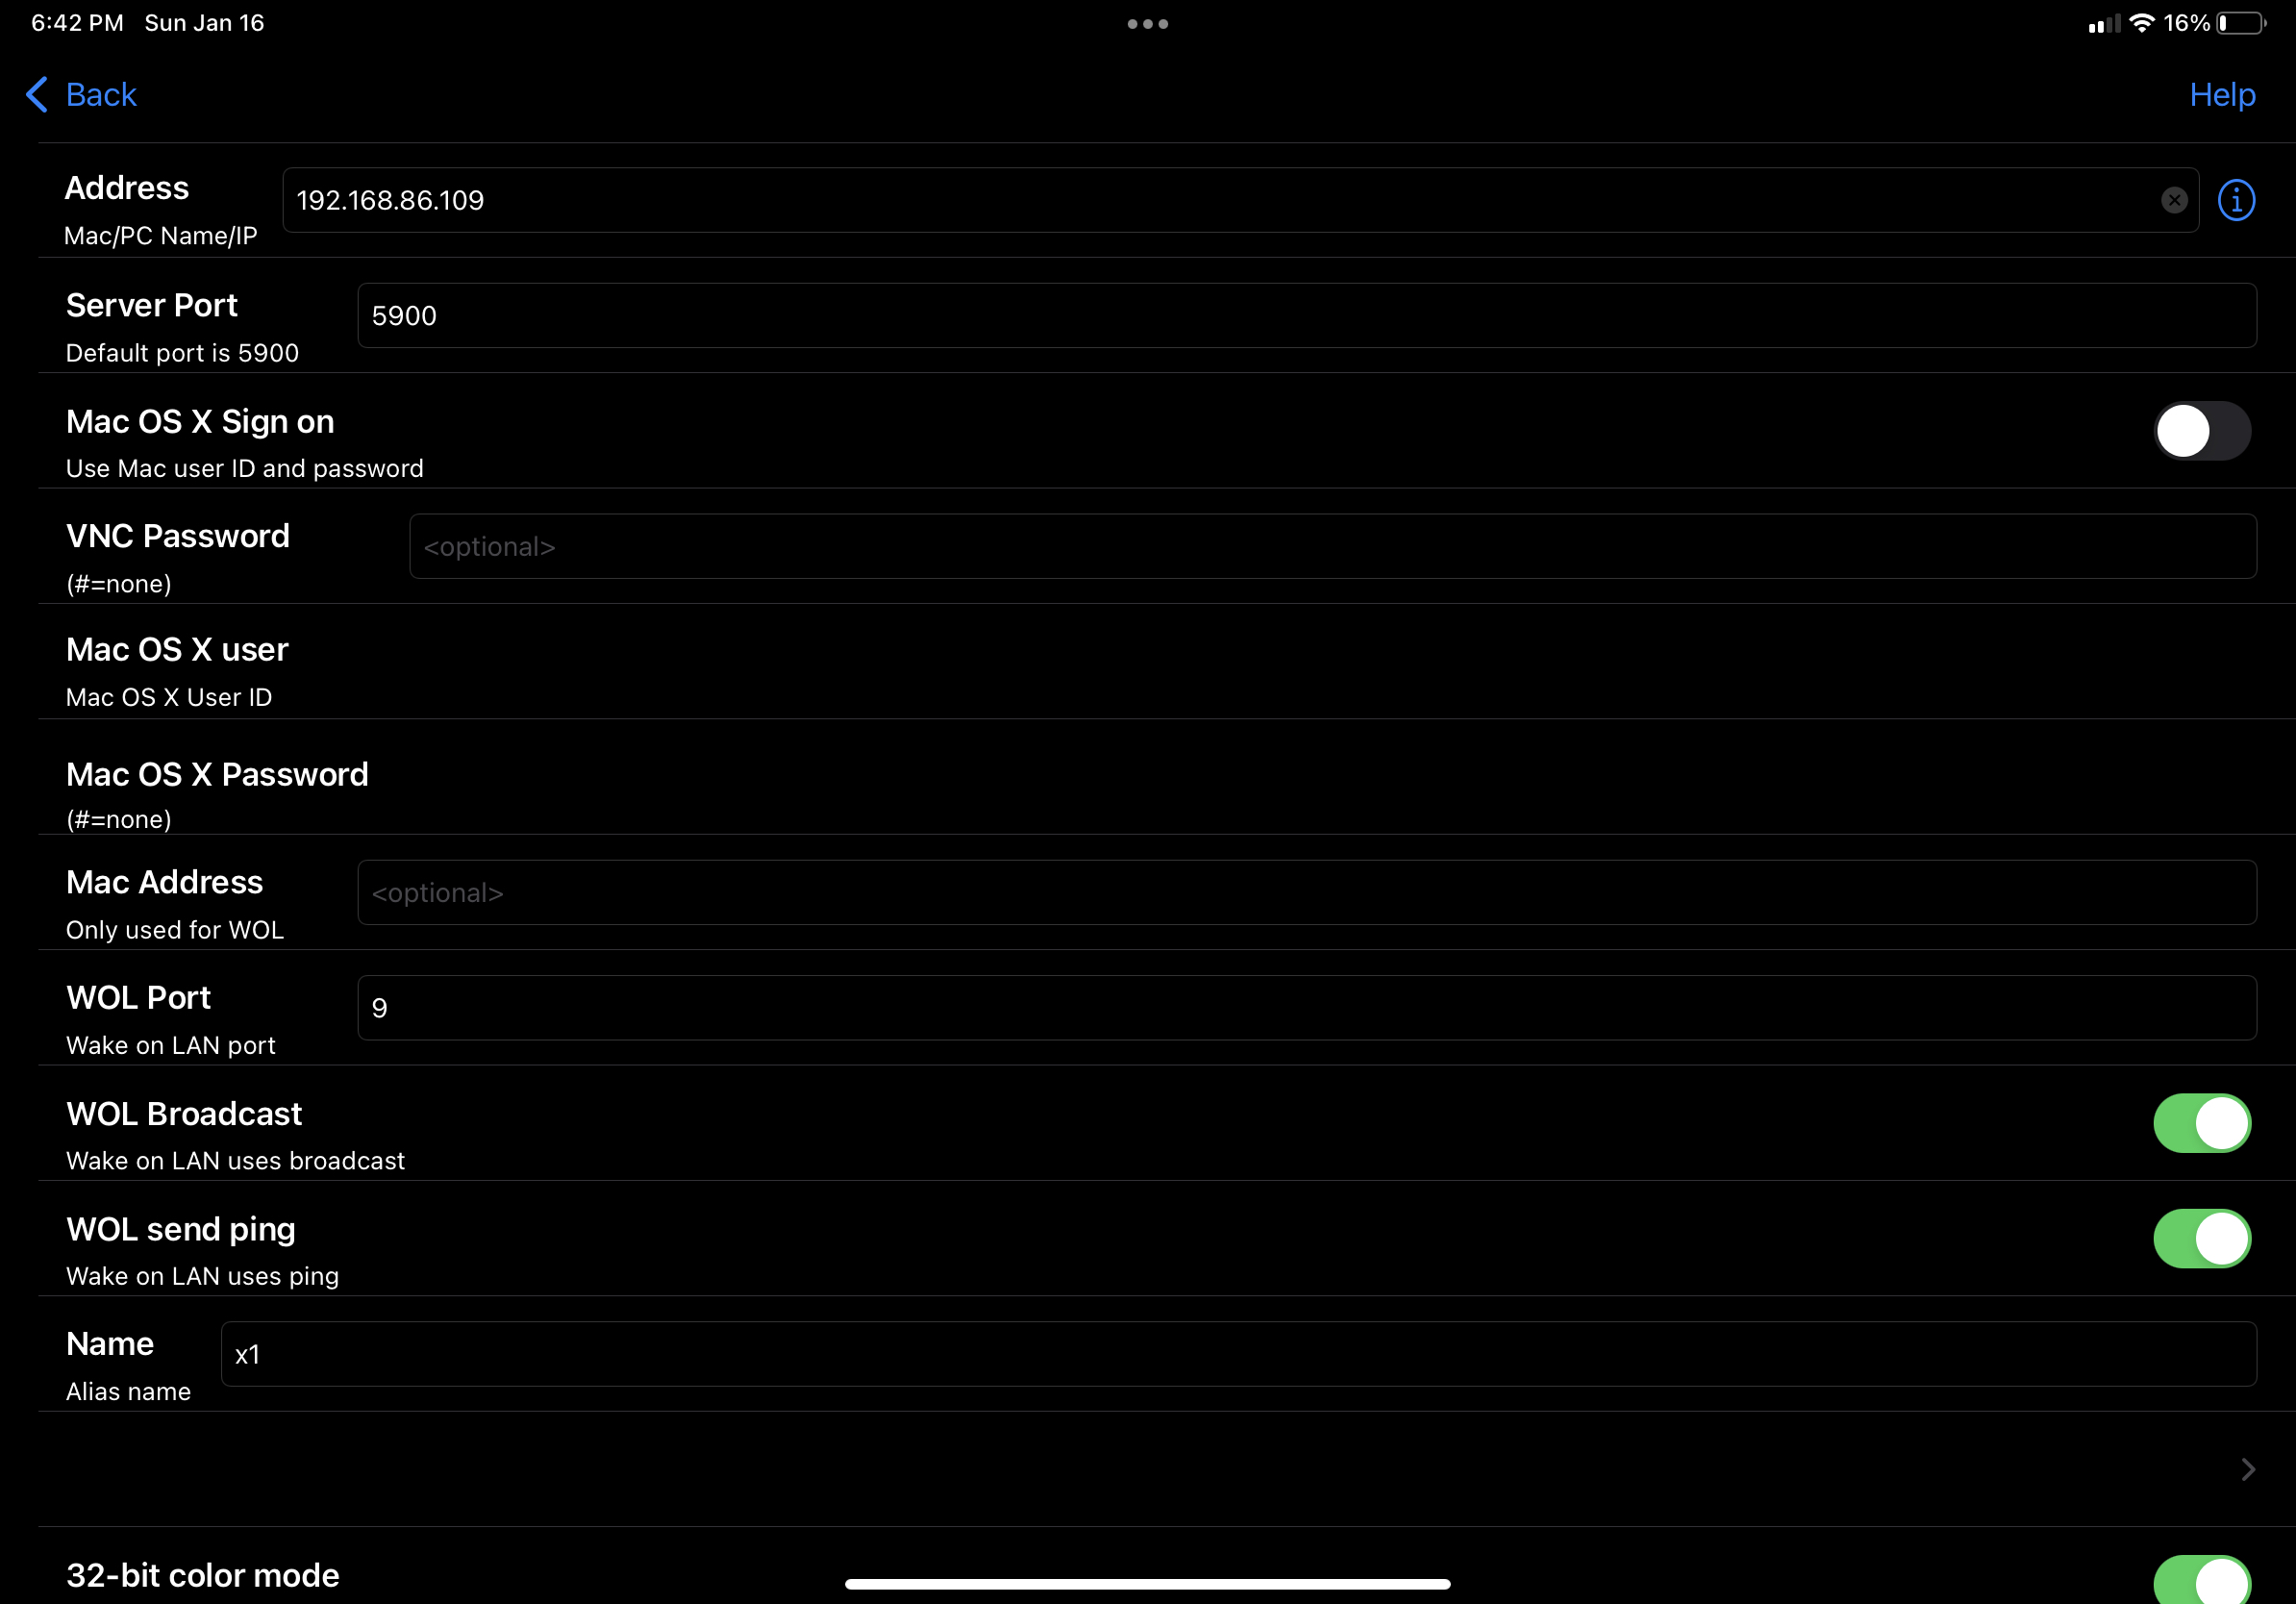 6:42 PM Sun Jan 16
16%
Back
Help
Address
192.168.86.109
Mac/PC Name/IP
Server Port
5900
Default port is 5900
Mac OS X Sign on
Use Mac user ID and password
VNC Password
<optional>
(#=none)
Mac OS X user
Mac OS X User ID
Mac OS X Password
(#=none)
Mac Address
<optional>
Only used for WOL
WOL Port
9
Wake on LAN port
WOL Broadcast
Wake on LAN uses broadcast
WOL send ping
Wake on LAN uses ping
Name
x1
Alias name
32-bit color mode